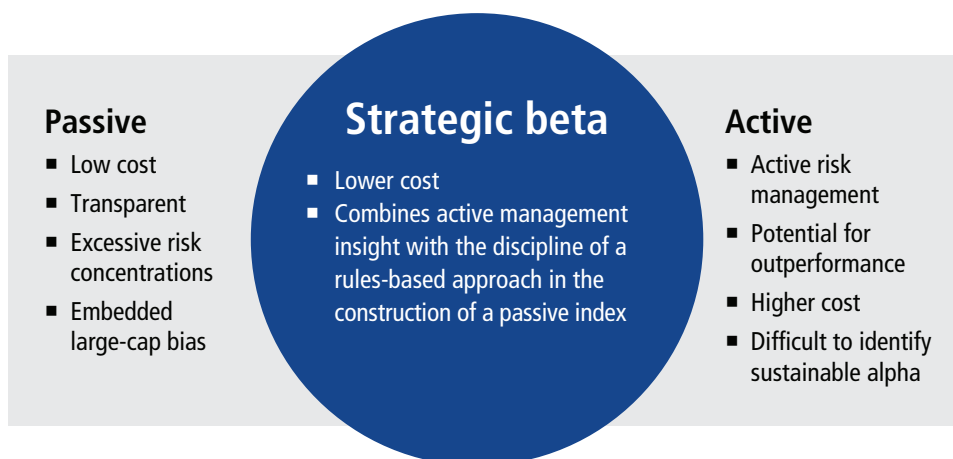 Passive
■ Low cost
■ Transparent
■ Excessive risk
concentrations
■ Embedded
large-cap bias
Strategic beta
■ Lower cost
■ Combines active management
insight with the discipline of a
rules-based approach in the
construction of a passive index
Active
■ Active risk
management
■ Potential for
outperformance
■ Higher cost
■ Difficult to identify
sustainable alpha